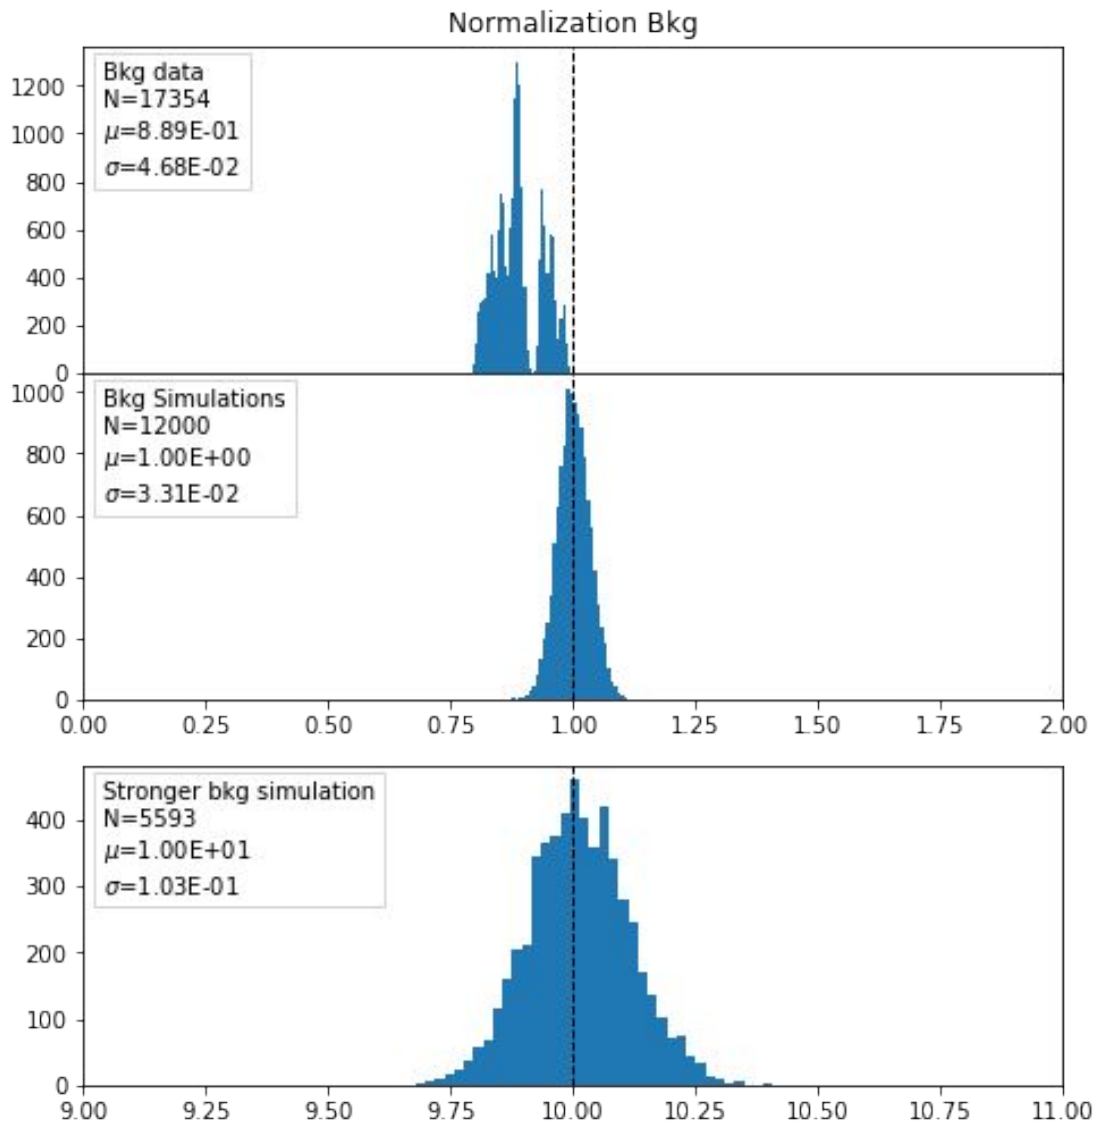 Normalization Bkg
Bkg data
N=17354
μ=8.89E-01
σ=4.68E-02
1200
1000
800
600
400
200
0
Bkg Simulations
N=12000
μ=1.00E+00
σ=3.31E-02
1000
800
600
400
200
0
0.00 0.25 0.50 0.75 1.00 1.25 1.50 1.75 2.00
Stronger bkg simulation
N=5593
μ=1.00E+01
σ=1.03E-01
400
300
200
100
0
9.00 9.25 9.50 9.75 10.00 10.25 10.50 10.75 11.00